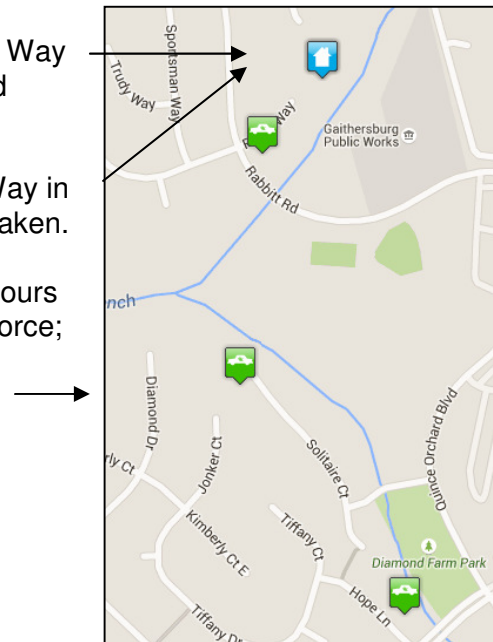 Way
d
Way in
aken.
ours
orce;
Sportsman Way
Trudy Way
Way
Gaithersburg
Public Works
Rabbitt Rd
nch
Diamond Dr
Jonker Ct
rly Ct
Kimberly Ct E
Solitaire Ct
Quince Orchard Blvd
Tiffany Ct
Diamond Farm Park
Hope Ln
Tiffany Dr